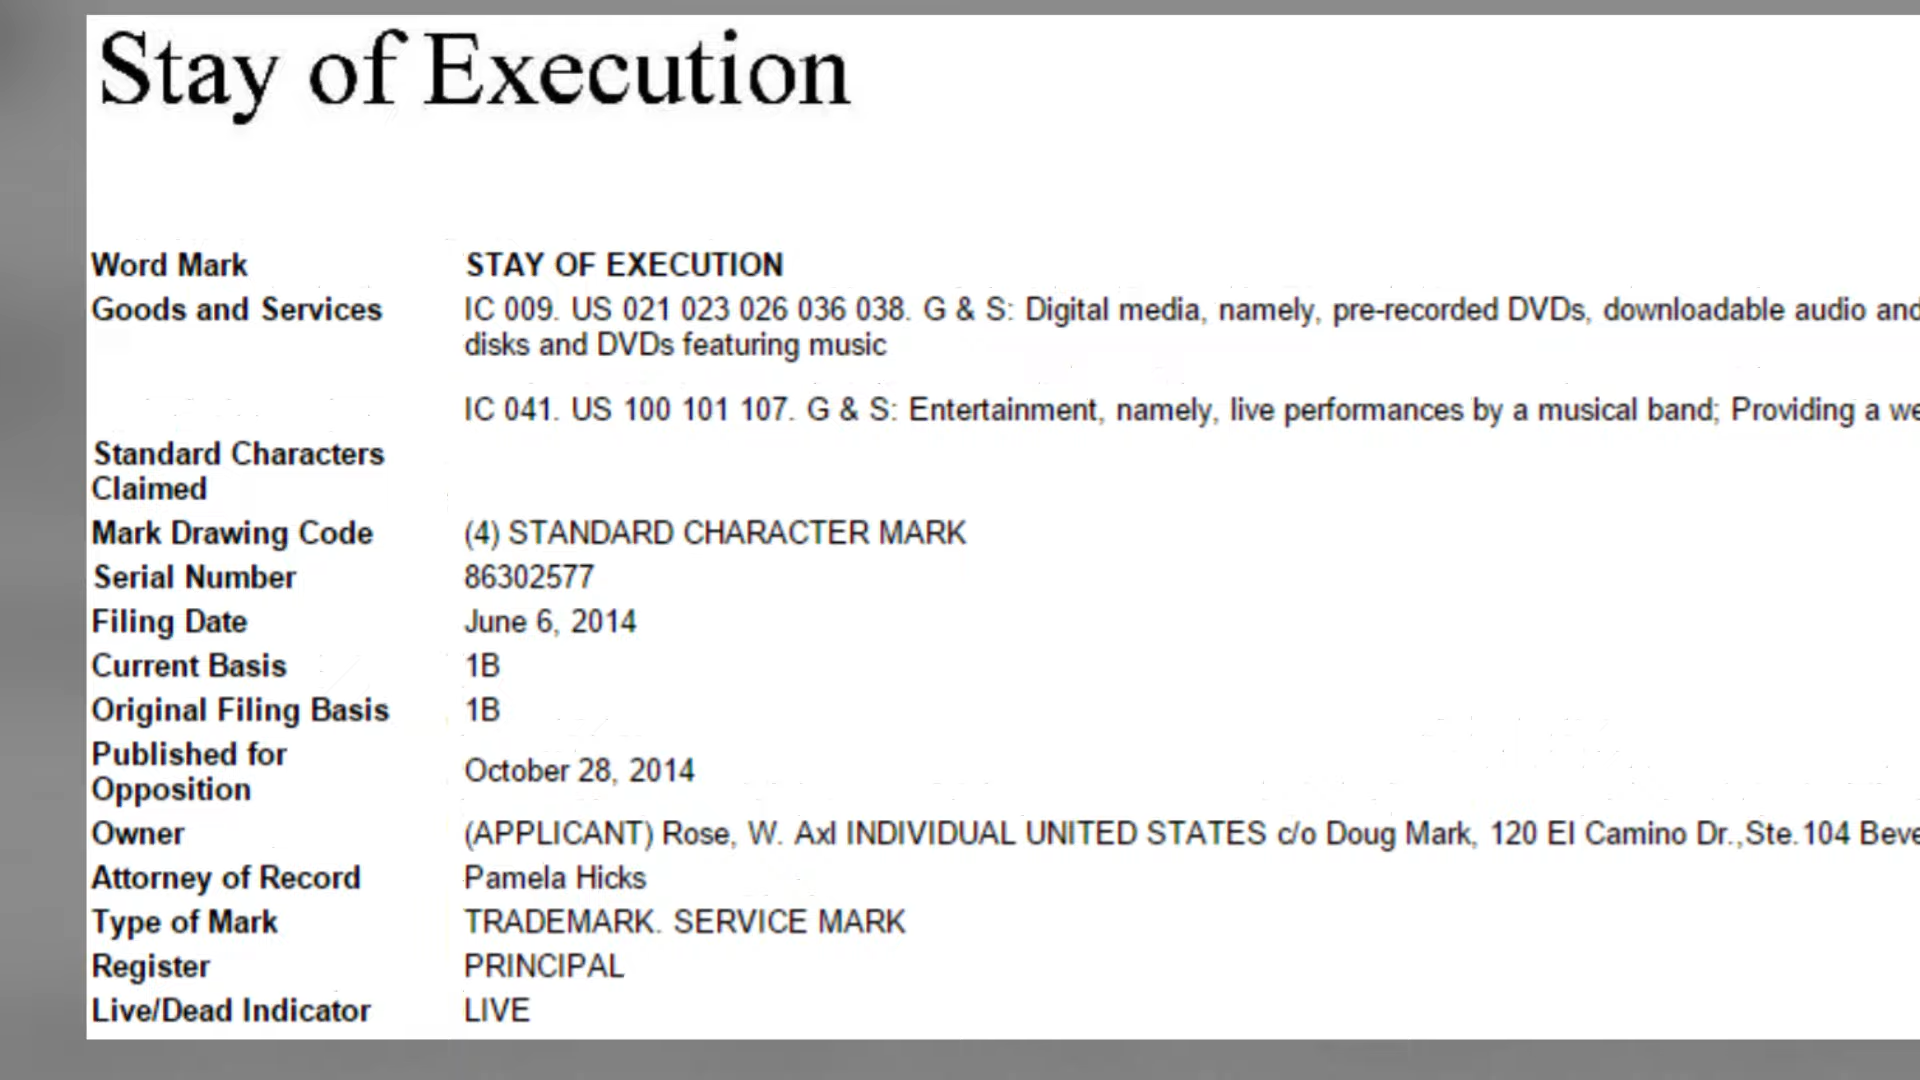 Stay of Execution
Word Mark STAY OF EXECUTION
Goods and Services IC 009. US 021 023 026 036 038. G & S: Digital media, namely, pre-recorded DVDs, downloadable audio and
disks and DVDs featuring music
IC 041. US 100 101 107. G & S: Entertainment, namely, live performances by a musical band; Providing a
Standard Characters
Claimed
Mark Drawing Code (4) STANDARD CHARACTER MARK
Serial Number 86302577
Filing Date June 6, 2014
Current Basis 1B
Original Filing Basis 1B
Published for
Opposition October 28, 2014
Owner (APPLICANT) Rose, W. Axl INDIVIDUAL UNITED STATES c/o Doug Mark, 120 El Camino Dr.,Ste.104
Attorney of Record Pamela Hicks
Type of Mark TRADEMARK. SERVICE MARK
Register PRINCIPAL
Live/Dead Indicator LIVE